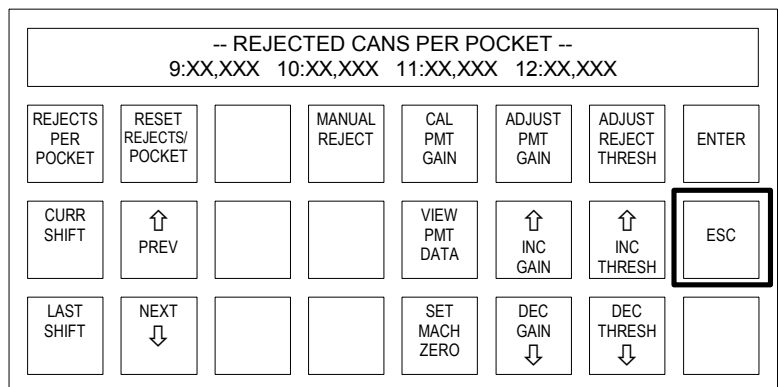 -- REJECTED CANS PER POCKET --
9:XX,XXX 10:XX,XXX 11:XX,XXX 12:XX,XXX
REJECTS
PER
POCKET
RESET
REJECTS/
POCKET
MANUAL
REJECT
CAL
PMT
GAIN
ADJUST
PMT
GAIN
ADJUST
REJECT
THRESH
ENTER
CURR
SHIFT
⇧
PREV
VIEW
PMT
DATA
⇧
INC
GAIN
⇧
INC
THRESH
ESC
LAST
SHIFT
NEXT
⇩
SET
MACH
ZERO
DEC
GAIN
⇩
DEC
THRESH
⇩